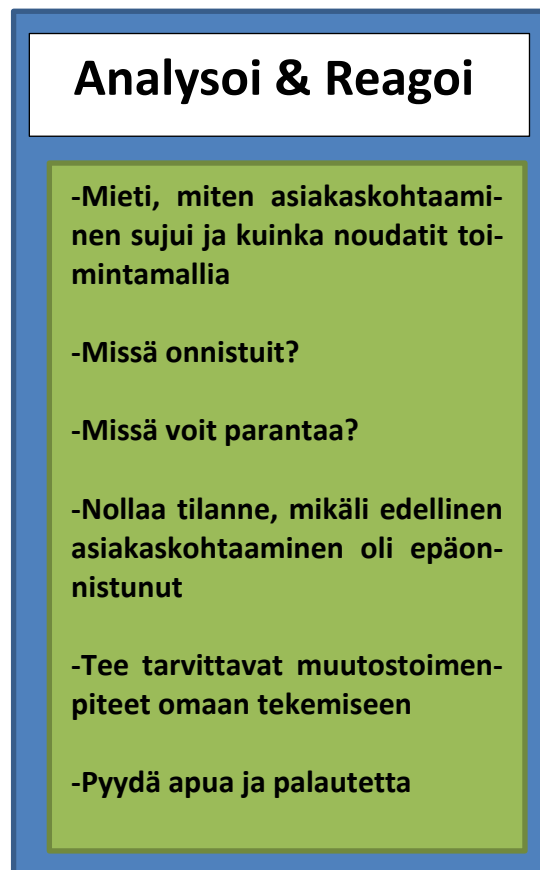 Analysoi & Reagoi
-Mieti, miten asiakaskohtaami-
nen sujui ja kuinka noudatit toi-
mintamallia
-Missä onnistuit?
-Missä voit parantaa?
-Nollaa tilanne, mikäli edellinen
asiakaskohtaaminen oli epäon-
nistunut
-Tee tarvittavat muutostoimen-
piteet omaan tekemiseen
-Pyydä apua ja palautetta